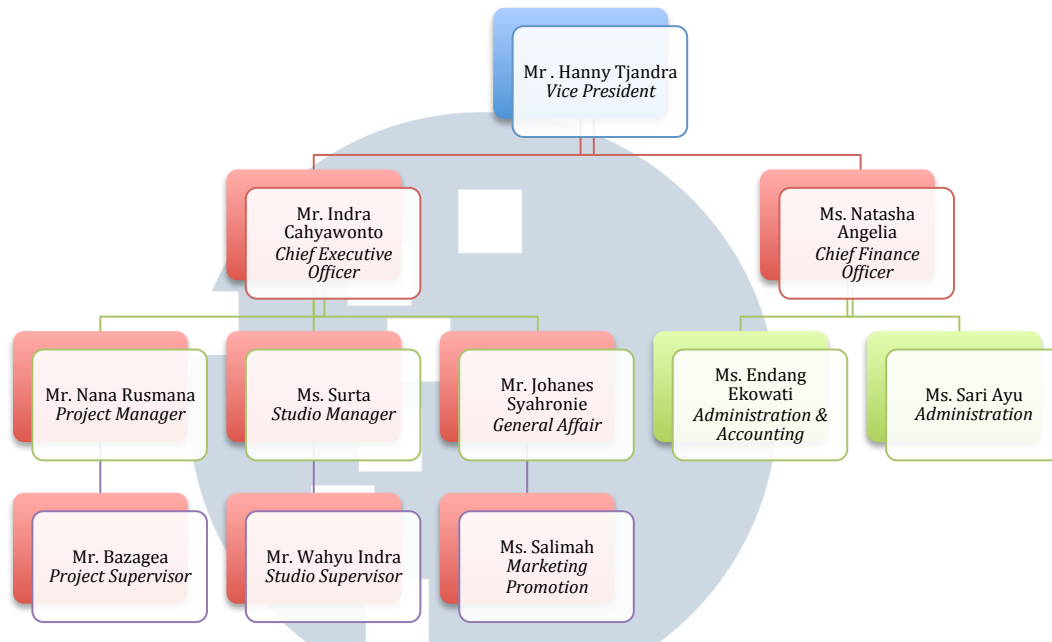 Mr . Hanny Tjandra
Vice President
Mr. Indra
Cahyawonto
Chief Executive
Officer
Ms. Natasha
Angelia
Chief Finance
Officer
Mr. Nana Rusmana
Project Manager
Ms. Surta
Studio Manager
Mr. Johanes
Syahronie
General Affair
Ms. Endang
Ekowati
Administration &
Accounting
Ms. Sari Ayu
Administration
Mr. Bazagea
Project Supervisor
Mr. Wahyu Indra
Studio Supervisor
Ms. Salimah
Marketing
Promotion